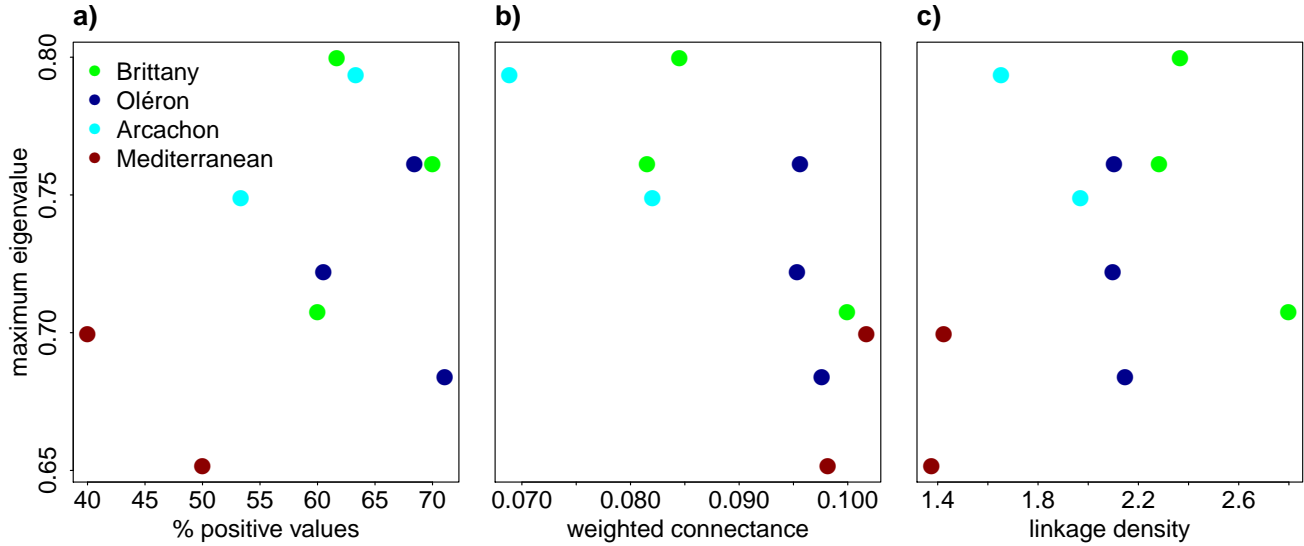 a)
b)
c)
Brittany
Oléron
Arcachon
Mediterranean
maximum eigenvalue
0.80
0.75
0.70
0.65
40 45 50 55 60 65 70
% positive values
0.070 0.080 0.090 0.100
weighted connectance
1.4 1.8 2.2 2.6
linkage density